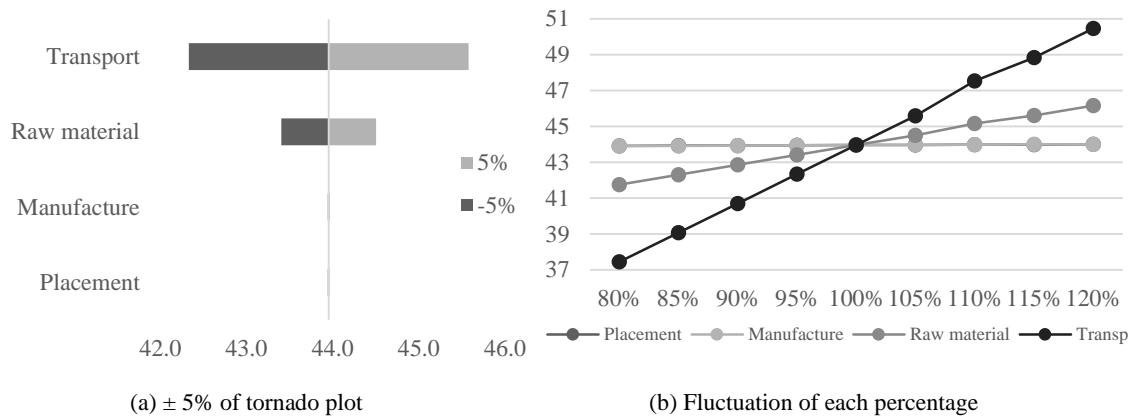 Transport
Raw material
Manufacture
Placement
5%
-5%
42.0 43.0 44.0 45.0 46.0
(a) ± 5% of tornado plot
51
49
47
45
43
41
39
37
80% 85% 90% 95% 100% 105% 110% 115% 120%
Placement Manufacture Raw material Transp
(b) Fluctuation of each percentage